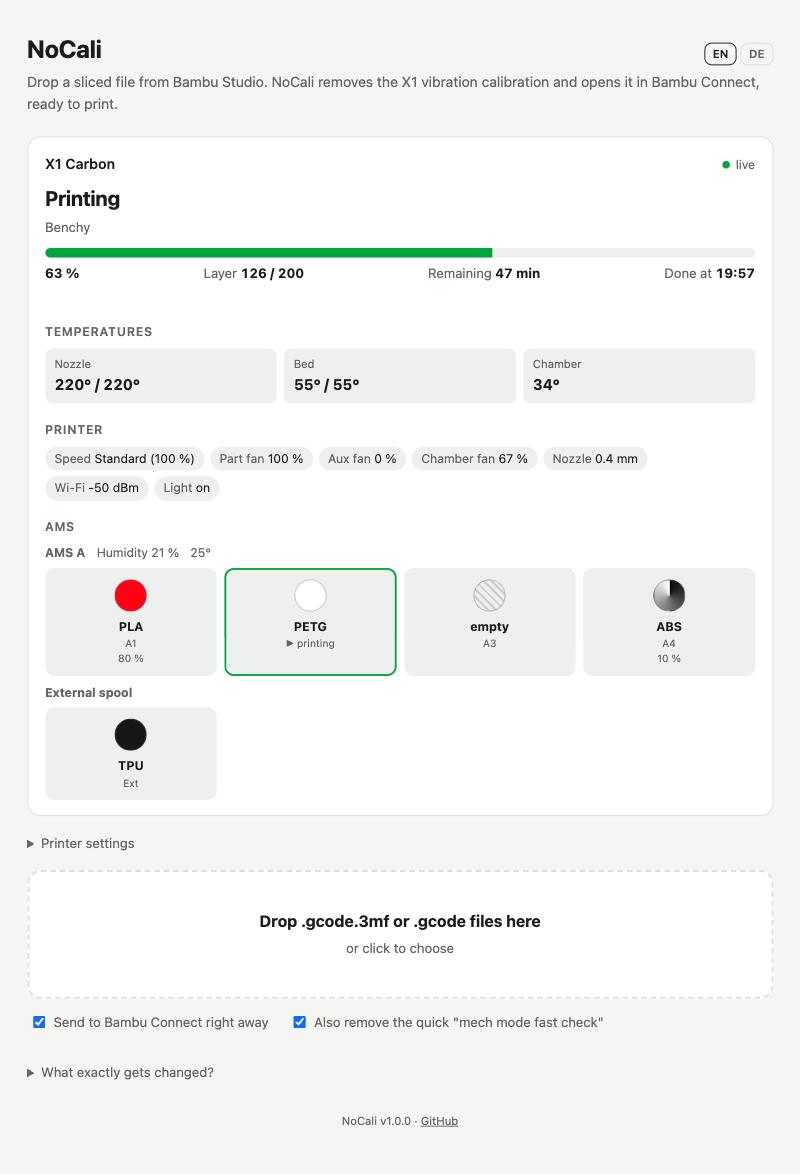 NoCali
EN DE
Drop a sliced file from Bambu Studio. NoCali removes the X1 vibration calibration and opens it in Bambu Connect,
ready to print.
X1 Carbon
live
Printing
Benchy
63 % Layer 126 / 200 Remaining 47 min Done at 19:57
TEMPERATURES
Nozzle Bed Chamber
220° / 220° 55° / 55° 34°
PRINTER
Speed Standard (100 %) Part fan 100 % Aux fan 0 % Chamber fan 67 % Nozzle 0.4 mm
Wi-Fi -50 dBm Light on
AMS
AMS A Humidity 21 % 25°
PLA PETG empty ABS
A1 ▶ printing A3 A4
80 % 10 %
External spool
TPU
Ext
▶ Printer settings
Drop .gcode.3mf or .gcode files here
or click to choose
Send to Bambu Connect right away Also remove the quick "mech mode fast check"
▶ What exactly gets changed?
NoCali v1.0.0 · GitHub